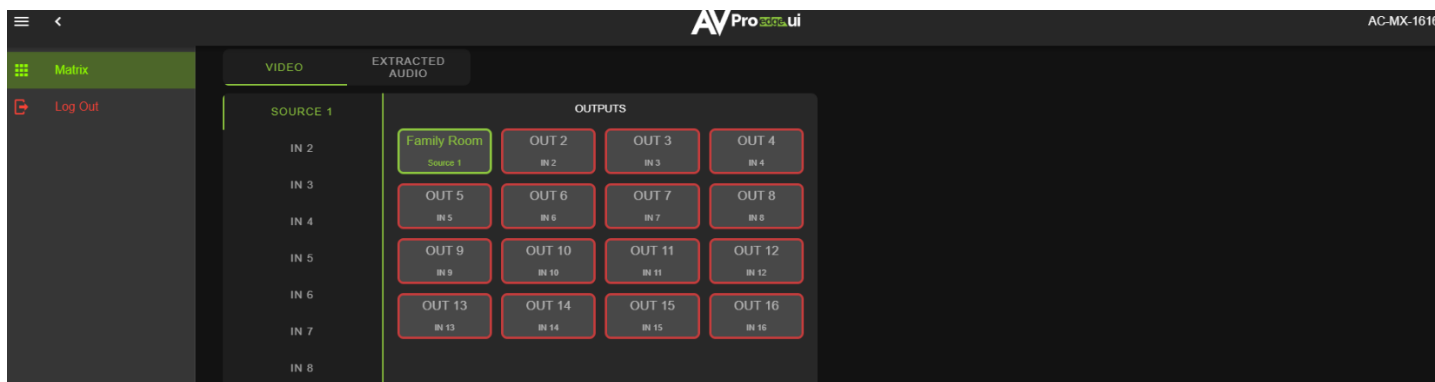 AVPro edge.ui
AC-MX-1616
Matrix
Log Out
VIDEO
EXTRACTED
AUDIO
SOURCE 1
IN 2
IN 3
IN 4
IN 5
IN 6
IN 7
IN 8
OUTPUTS
Family Room
Source 1
OUT 2
IN 2
OUT 3
IN 3
OUT 4
IN 4
OUT 5
IN 5
OUT 6
IN 6
OUT 7
IN 7
OUT 8
IN 8
OUT 9
IN 9
OUT 10
IN 10
OUT 11
IN 11
OUT 12
IN 12
OUT 13
IN 13
OUT 14
IN 14
OUT 15
IN 15
OUT 16
IN 16